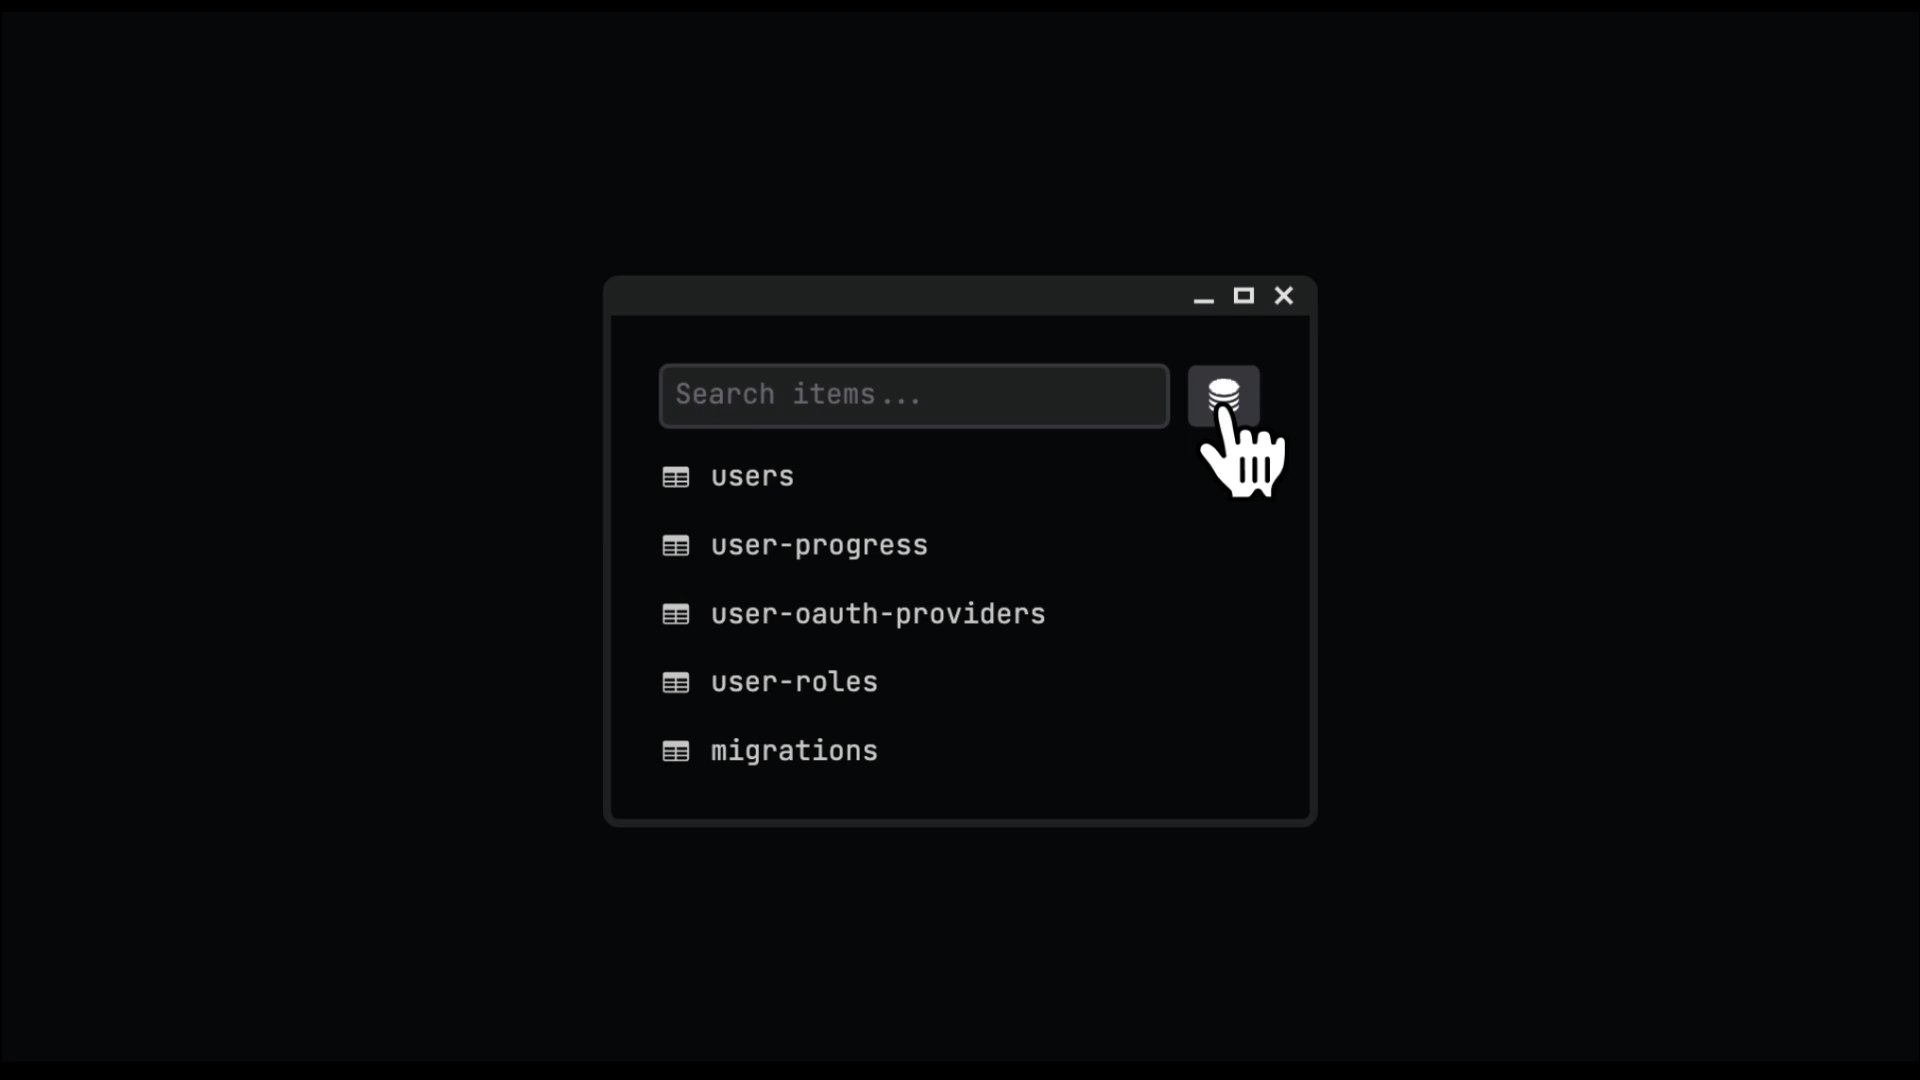 Search items...
users
user-progress
user-oauth-providers
user-roles
migrations